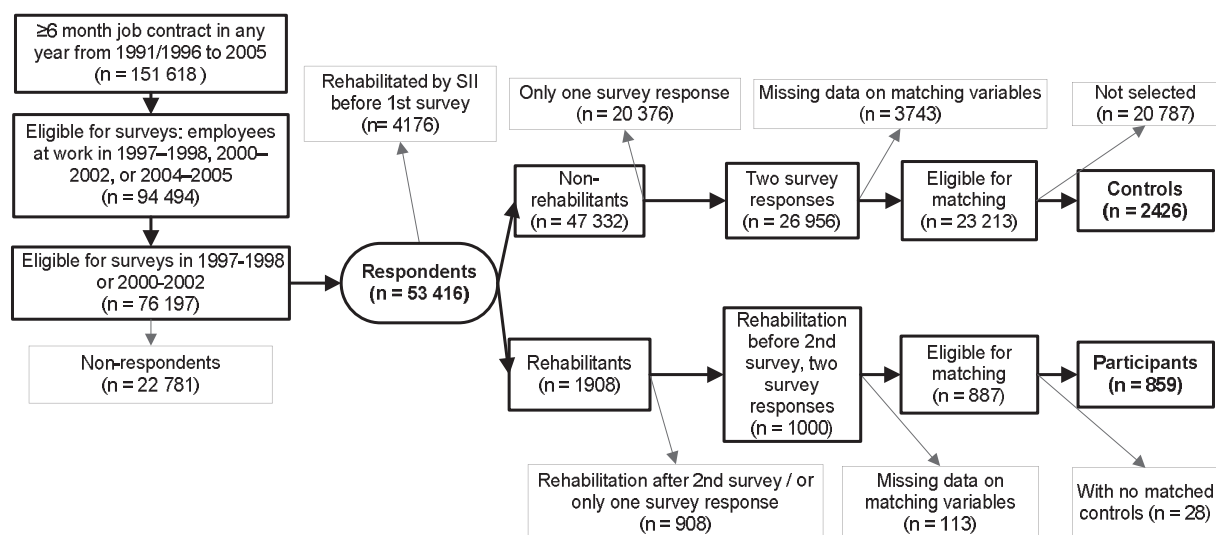 ≥6 month job contract in any
year from 1991/1996 to 2005
(n = 151 618)
Eligible for surveys: employees
at work in 1997–1998, 2000–
2002, or 2004–2005
(n = 94 494)
Eligible for surveys in 1997-1998
or 2000-2002
(n = 76 197)
Non-respondents
(n = 22 781)
Rehabilitated by SII
before 1st survey
(n= 4176)
Respondents
(n = 53 416)
Only one survey response
(n = 20 376)
Missing data on matching variables
(n = 3743)
Not selected
(n = 20 787)
Non-
rehabilitants
(n = 47 332)
Two survey
responses
(n = 26 956)
Eligible for
matching
(n = 23 213)
Controls
(n = 2426)
Rehabilitants
(n = 1908)
Rehabilitation
before 2nd
survey, two
survey
responses
(n = 1000)
Eligible for
matching
(n = 887)
Participants
(n = 859)
Rehabilitation after 2nd survey / or
only one survey response
(n = 908)
Missing data on
matching variables
(n = 113)
With no matched
controls (n = 28)